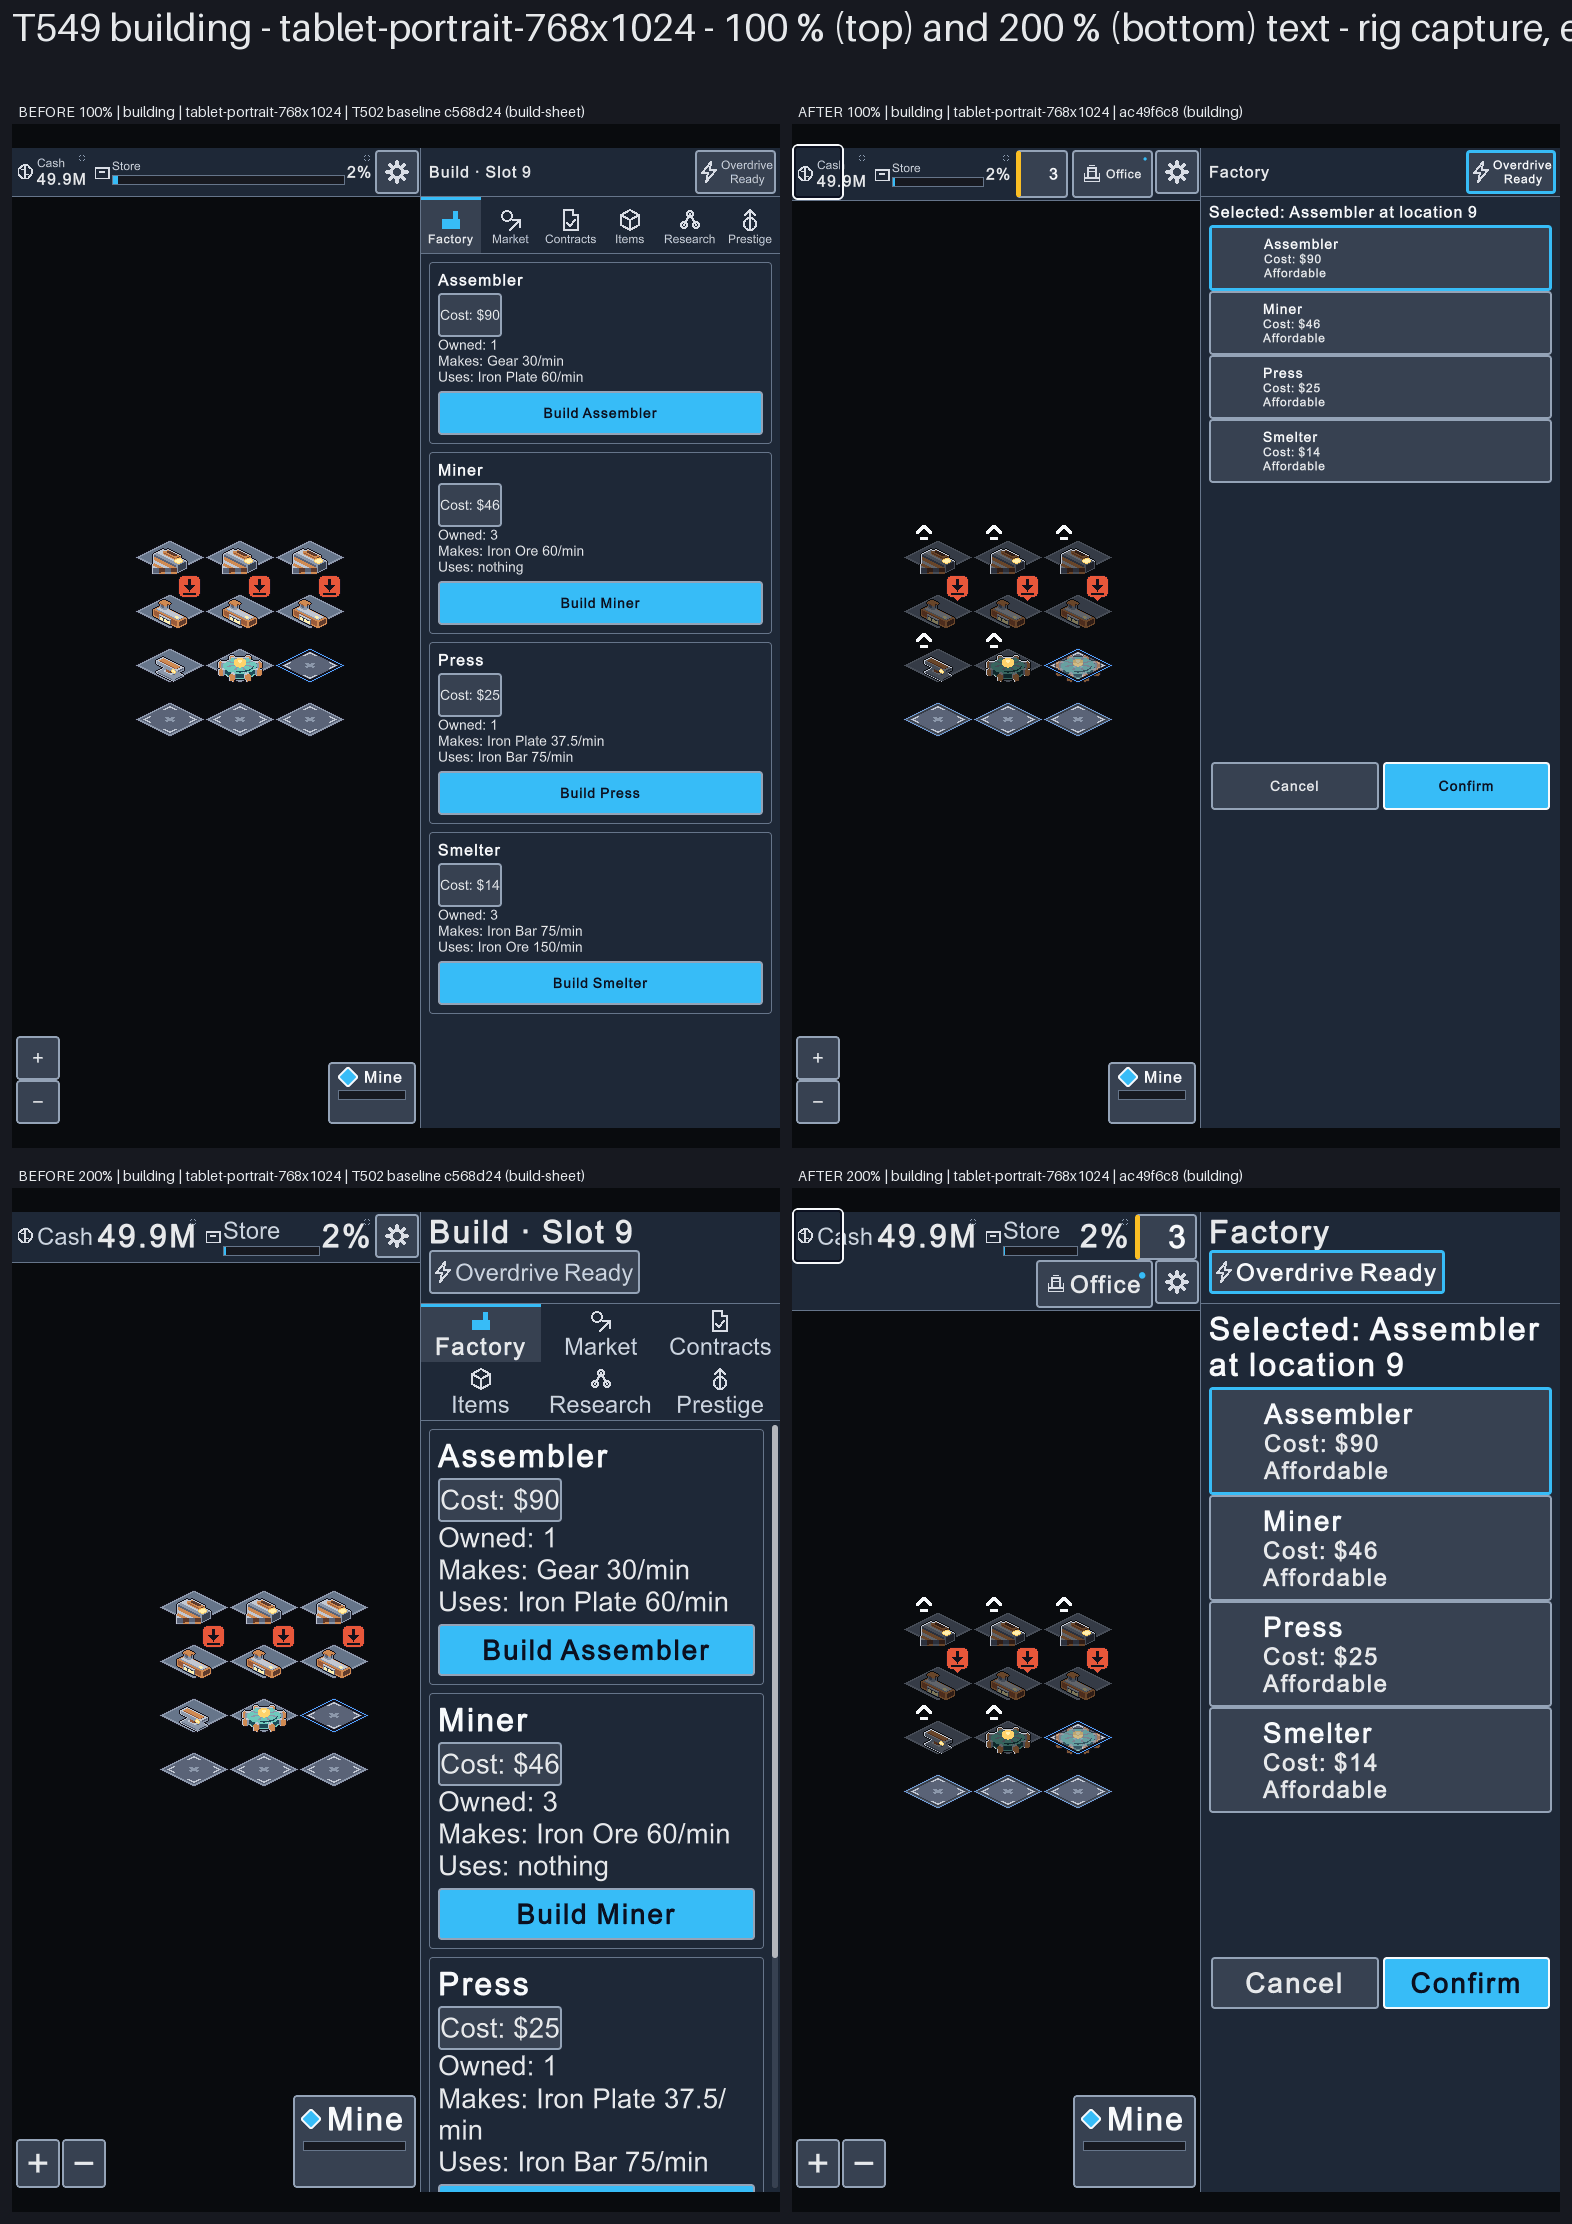 T549 building - tablet-portrait-768x1024 - 100 % (top) and 200 % (bottom) text - rig capture, e
BEFORE 100% | building | tablet-portrait-768x1024 | T502 baseline c568d24 (build-sheet)
Cash
49.9M
Store
2%
Build · Slot 9
Overdrive
Ready
Factory
Market
Contracts
Items
Research
Prestige
Assembler
Cost: $90
Owned: 1
Makes: Gear 30/min
Uses: Iron Plate 60/min
Build Assembler
Miner
Cost: $46
Owned: 3
Makes: Iron Ore 60/min
Uses: nothing
Build Miner
Press
Cost: $25
Owned: 1
Makes: Iron Plate 37.5/min
Uses: Iron Bar 75/min
Build Press
Smelter
Cost: $14
Owned: 3
Makes: Iron Bar 75/min
Uses: Iron Ore 150/min
Build Smelter
+
−
Mine
AFTER 100% | building | tablet-portrait-768x1024 | ac49f6c8 (building)
Cash
49.9M
Store
2%
3
Office
Factory
Overdrive
Ready
Selected: Assembler at location 9
Assembler
Cost: $90
Affordable
Miner
Cost: $46
Affordable
Press
Cost: $25
Affordable
Smelter
Cost: $14
Affordable
Cancel
Confirm
+
−
Mine
BEFORE 200% | building | tablet-portrait-768x1024 | T502 baseline c568d24 (build-sheet)
Cash 49.9M
Store
2%
Build · Slot 9
Overdrive Ready
Factory
Market
Contracts
Items
Research
Prestige
Assembler
Cost: $90
Owned: 1
Makes: Gear 30/min
Uses: Iron Plate 60/min
Build Assembler
Miner
Cost: $46
Owned: 3
Makes: Iron Ore 60/min
Uses: nothing
Build Miner
Press
Cost: $25
Owned: 1
Makes: Iron Plate 37.5/
min
Uses: Iron Bar 75/min
+
−
Mine
AFTER 200% | building | tablet-portrait-768x1024 | ac49f6c8 (building)
Cash 49.9M
Store
2%
3
Office
Factory
Overdrive Ready
Selected: Assembler
at location 9
Assembler
Cost: $90
Affordable
Miner
Cost: $46
Affordable
Press
Cost: $25
Affordable
Smelter
Cost: $14
Affordable
Cancel
Confirm
+
−
Mine